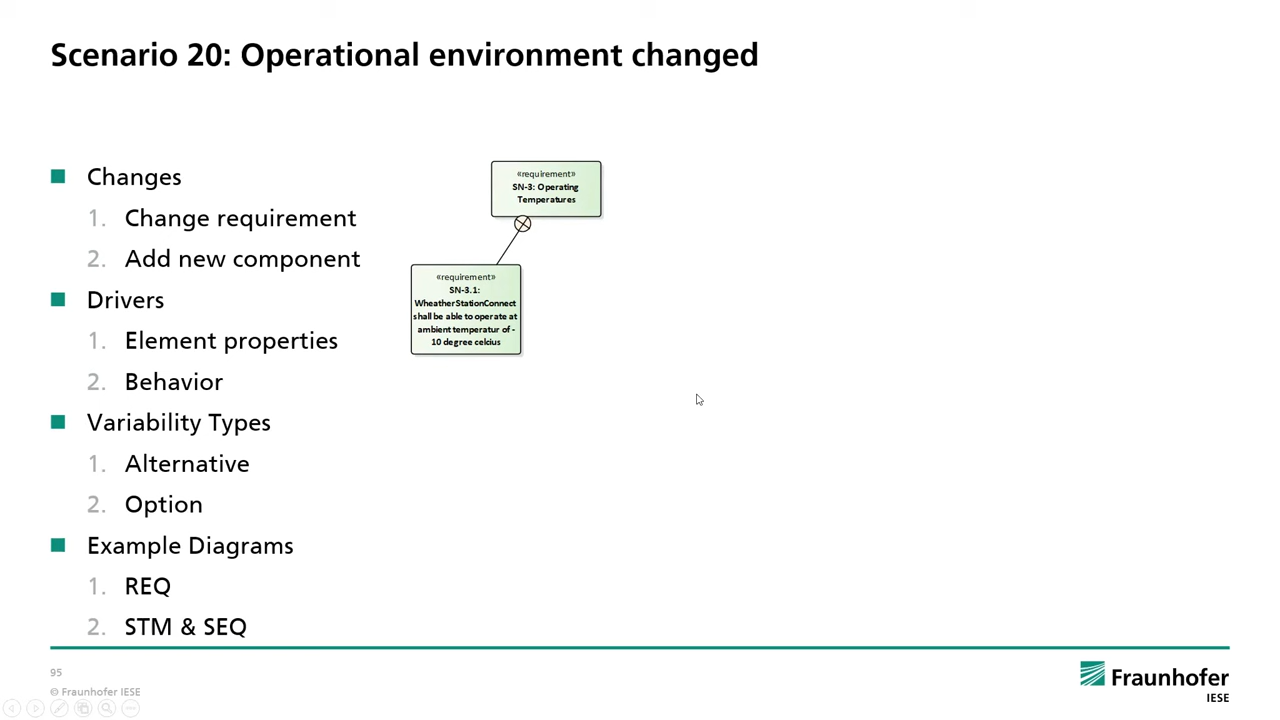 Scenario 20: Operational environment changed
Changes
1. Change requirement
2. Add new component
Drivers
1. Element properties
2. Behavior
Variability Types
1. Alternative
2. Option
Example Diagrams
1. REQ
2. STM & SEQ
«requirement»
SN-3: Operating
Temperatures
«requirement»
SN-3.1:
WheatherStationConnect
shall be able to operate at
ambient temperatur of -
10 degree celcius
95
© Fraunhofer IESE
Fraunhofer
IESE